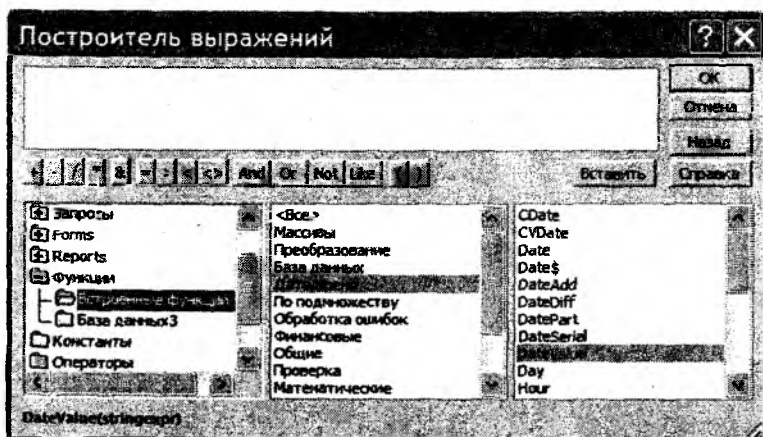 Построитель выражений
OK
Отмена
Назад
+ - / * & = > < <> And Or Not Like ( ) Вставить Справка
Запросы
Forms
Reports
Функции
Встроенные функции
База данных3
Константы
Операторы
<Все>
Массивы
Преобразование
База данных
Дата/время
По подмножеству
Обработка ошибок
Финансовые
Общие
Проверка
Математические
CDate
CVDate
Date
Date$
DateAdd
DateDiff
DatePart
DateSerial
DateValue
Day
Hour
DateValue(stringexpr)